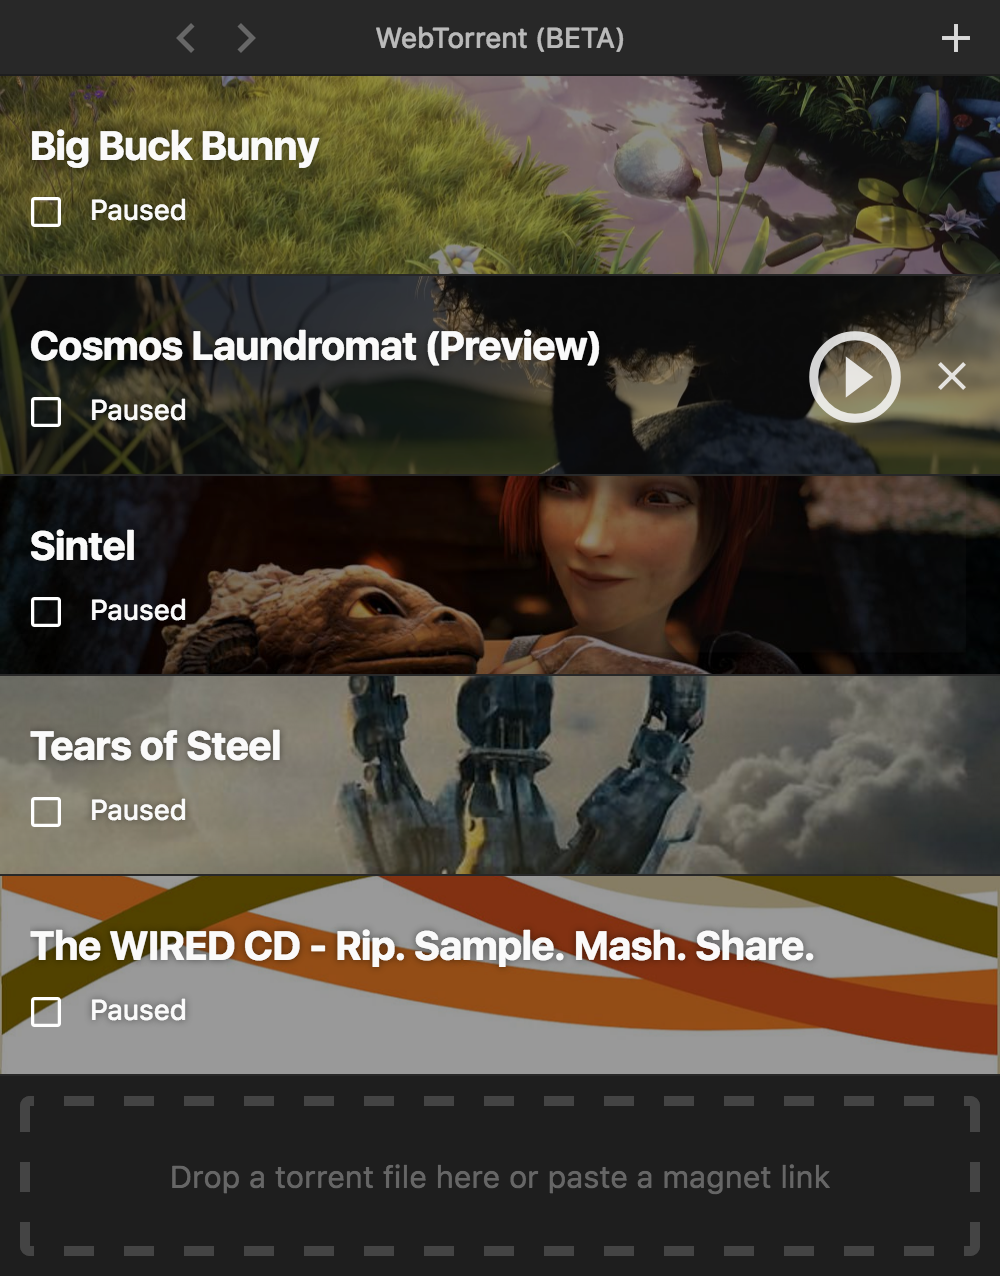 WebTorrent (BETA)
Big Buck Bunny
Paused
Cosmos Laundromat (Preview)
Paused
Sintel
Paused
Tears of Steel
Paused
The WIRED CD - Rip. Sample. Mash. Share.
Paused
Drop a torrent file here or paste a magnet link